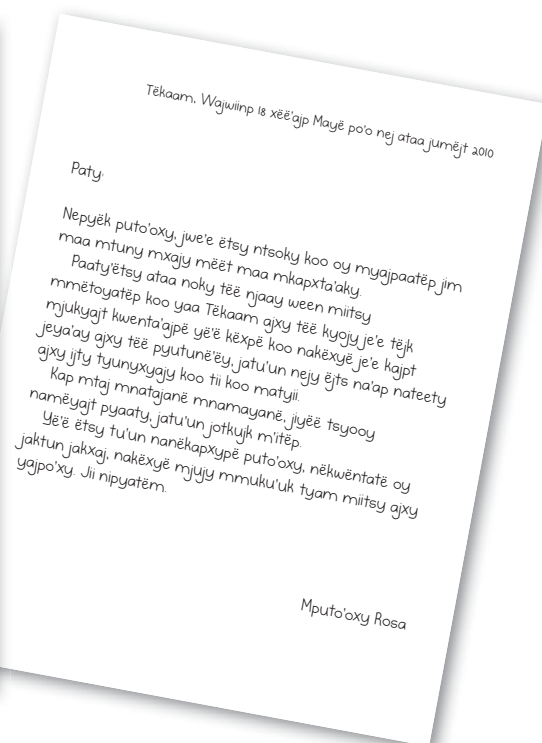 Tëkaam, Wajwiinp 18 xëë'ajp Mayë po'o nej ataa jumëjt 2010
Paty:
Nepyëk puto'oxy, jwe'e ëtsy ntsoky koo oy myajpaatëp jim
maa mtuny mxajy mëët maa mkapxta'aky.
Paaty'ëtsy ataa noky tëë njaay ween miitsy
mmëtoyatëp koo yaa Tëkaam ajxy tëë kyojy je'e tëjk
mjukyajt kwenta'ajpë yë'ë këxpë koo nakëxyë je'e kajpt
jeya'ay ajxy tëë pyutunë'ëy, jatu'un nejy ëjts na'ap nateety
ajxy ijty tyunyxyajy koo tii koo matyii.
Kap mtaj mnatajanë mnamayanë, jiyëë tsyooy
namëyajt pyaaty, jatu'un jotkujk m'itëp.
Yë'ë ëtsy tu'un nanëkapxypë puto'oxy, nëkwëntatë oy
jaktun jakxaj, nakëxyë mjujy mmuku'uk tyam miitsy ajxy
yajpo'xy. Jii nipyatëm.
Mputo'oxy Rosa